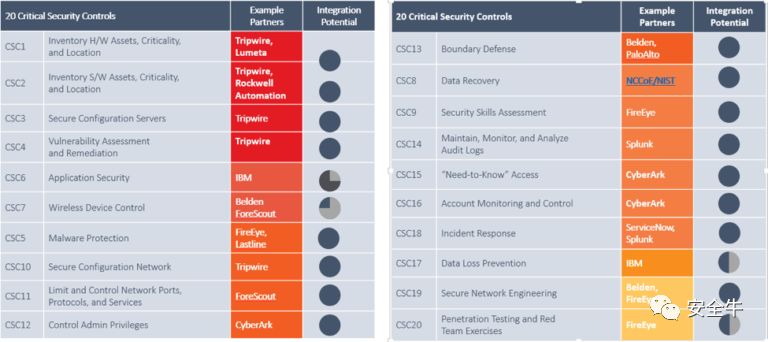 20 Critical Security Controls
Example
Partners
Integration
Potential
CSC1
Inventory H/W Assets, Criticality,
and Location
Tripwire,
Lumeta
CSC2
Inventory S/W Assets, Criticality,
and Location
Tripwire,
Rockwell
Automation
CSC3
Secure Configuration Servers
Tripwire
CSC4
Vulnerability Assessment
and Remediation
Tripwire
CSC6
Application Security
IBM
CSC7
Wireless Device Control
Belden
ForeScout
CSC5
Malware Protection
FireEye,
Lastline
CSC10
Secure Configuration Network
Tripwire
CSC11
Limit and Control Network Ports,
Protocols, and Services
ForeScout
CSC12
Control Admin Privileges
CyberArk
20 Critical Security Controls
Example
Partners
Integration
Potential
CSC13
Boundary Defense
Belden,
PaloAlto
CSC8
Data Recovery
NCCoE/NIST
CSC9
Security Skills Assessment
FireEye
CSC14
Maintain, Monitor, and Analyze
Audit Logs
Splunk
CSC15
“Need-to-Know” Access
CyberArk
CSC16
Account Monitoring and Control
CyberArk
CSC18
Incident Response
ServiceNow,
Splunk
CSC17
Data Loss Prevention
IBM
CSC19
Secure Network Engineering
Belden,
FireEye
CSC20
Penetration Testing and Red
Team Exercises
FireEye
安全牛